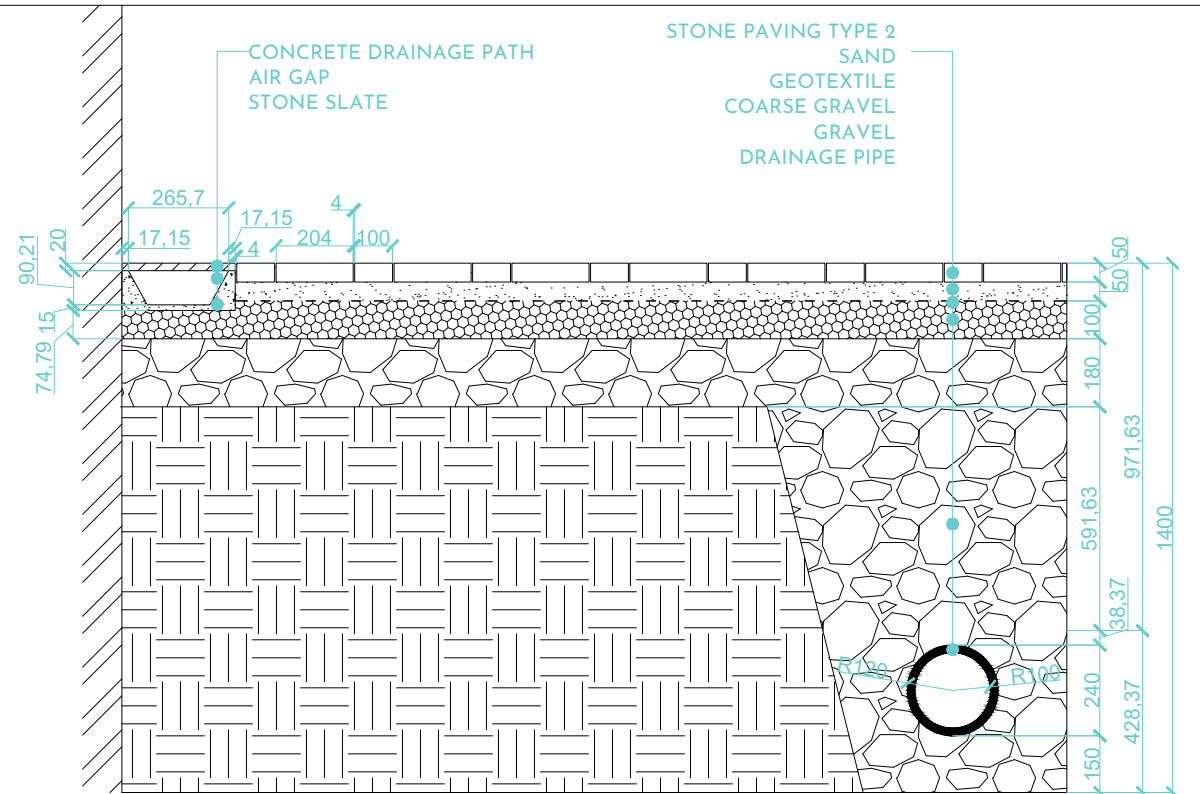 CONCRETE DRAINAGE PATH
AIR GAP
STONE SLATE
STONE PAVING TYPE 2
SAND
GEOTEXTILE
COARSE GRAVEL
GRAVEL
DRAINAGE PIPE
265,7
17,15
17,15
4
204
4
100
20
90,21
15
74,79
50
50
100
180
971,63
591,63
1400
38,37
240
428,37
150
R120
R100